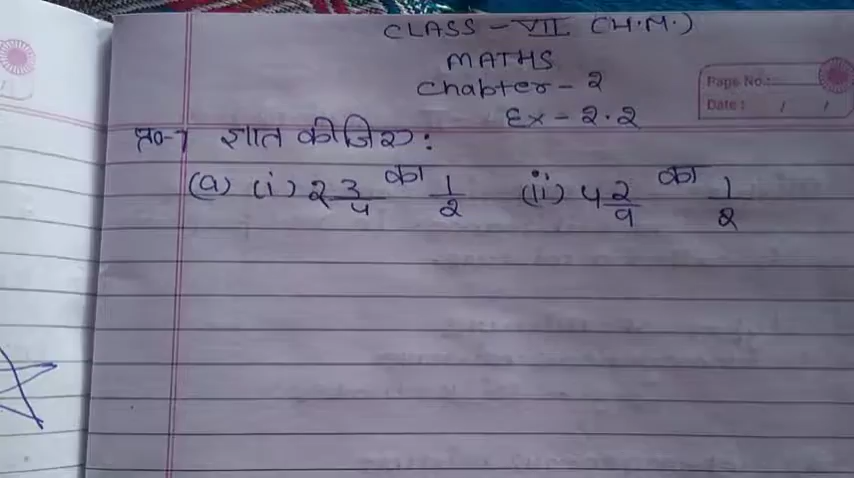 CLASS - VII (H.M.)
MATHS
Chapter - 2
Page No.:
Ex - 2.2
Date: / /
प्र०-7 ज्ञात कीजिए:
(a) (i) 2 3/4 का 1/2 (ii) 4 2/9 का 1/2